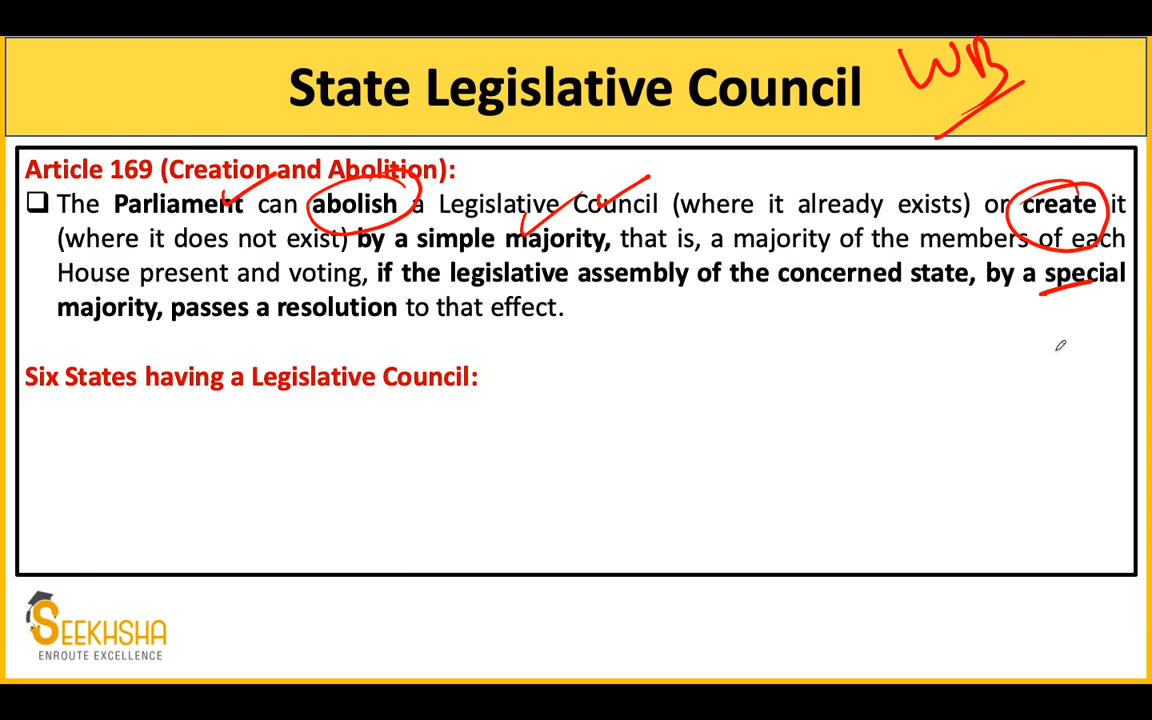 State Legislative Council
WB
Article 169 (Creation and Abolition):
❑ The Parliament can abolish a Legislative Council (where it already exists) or create it
(where it does not exist) by a simple majority, that is, a majority of the members of each
House present and voting, if the legislative assembly of the concerned state, by a special
majority, passes a resolution to that effect.
Six States having a Legislative Council:
SEEKHSHA
ENROUTE EXCELLENCE